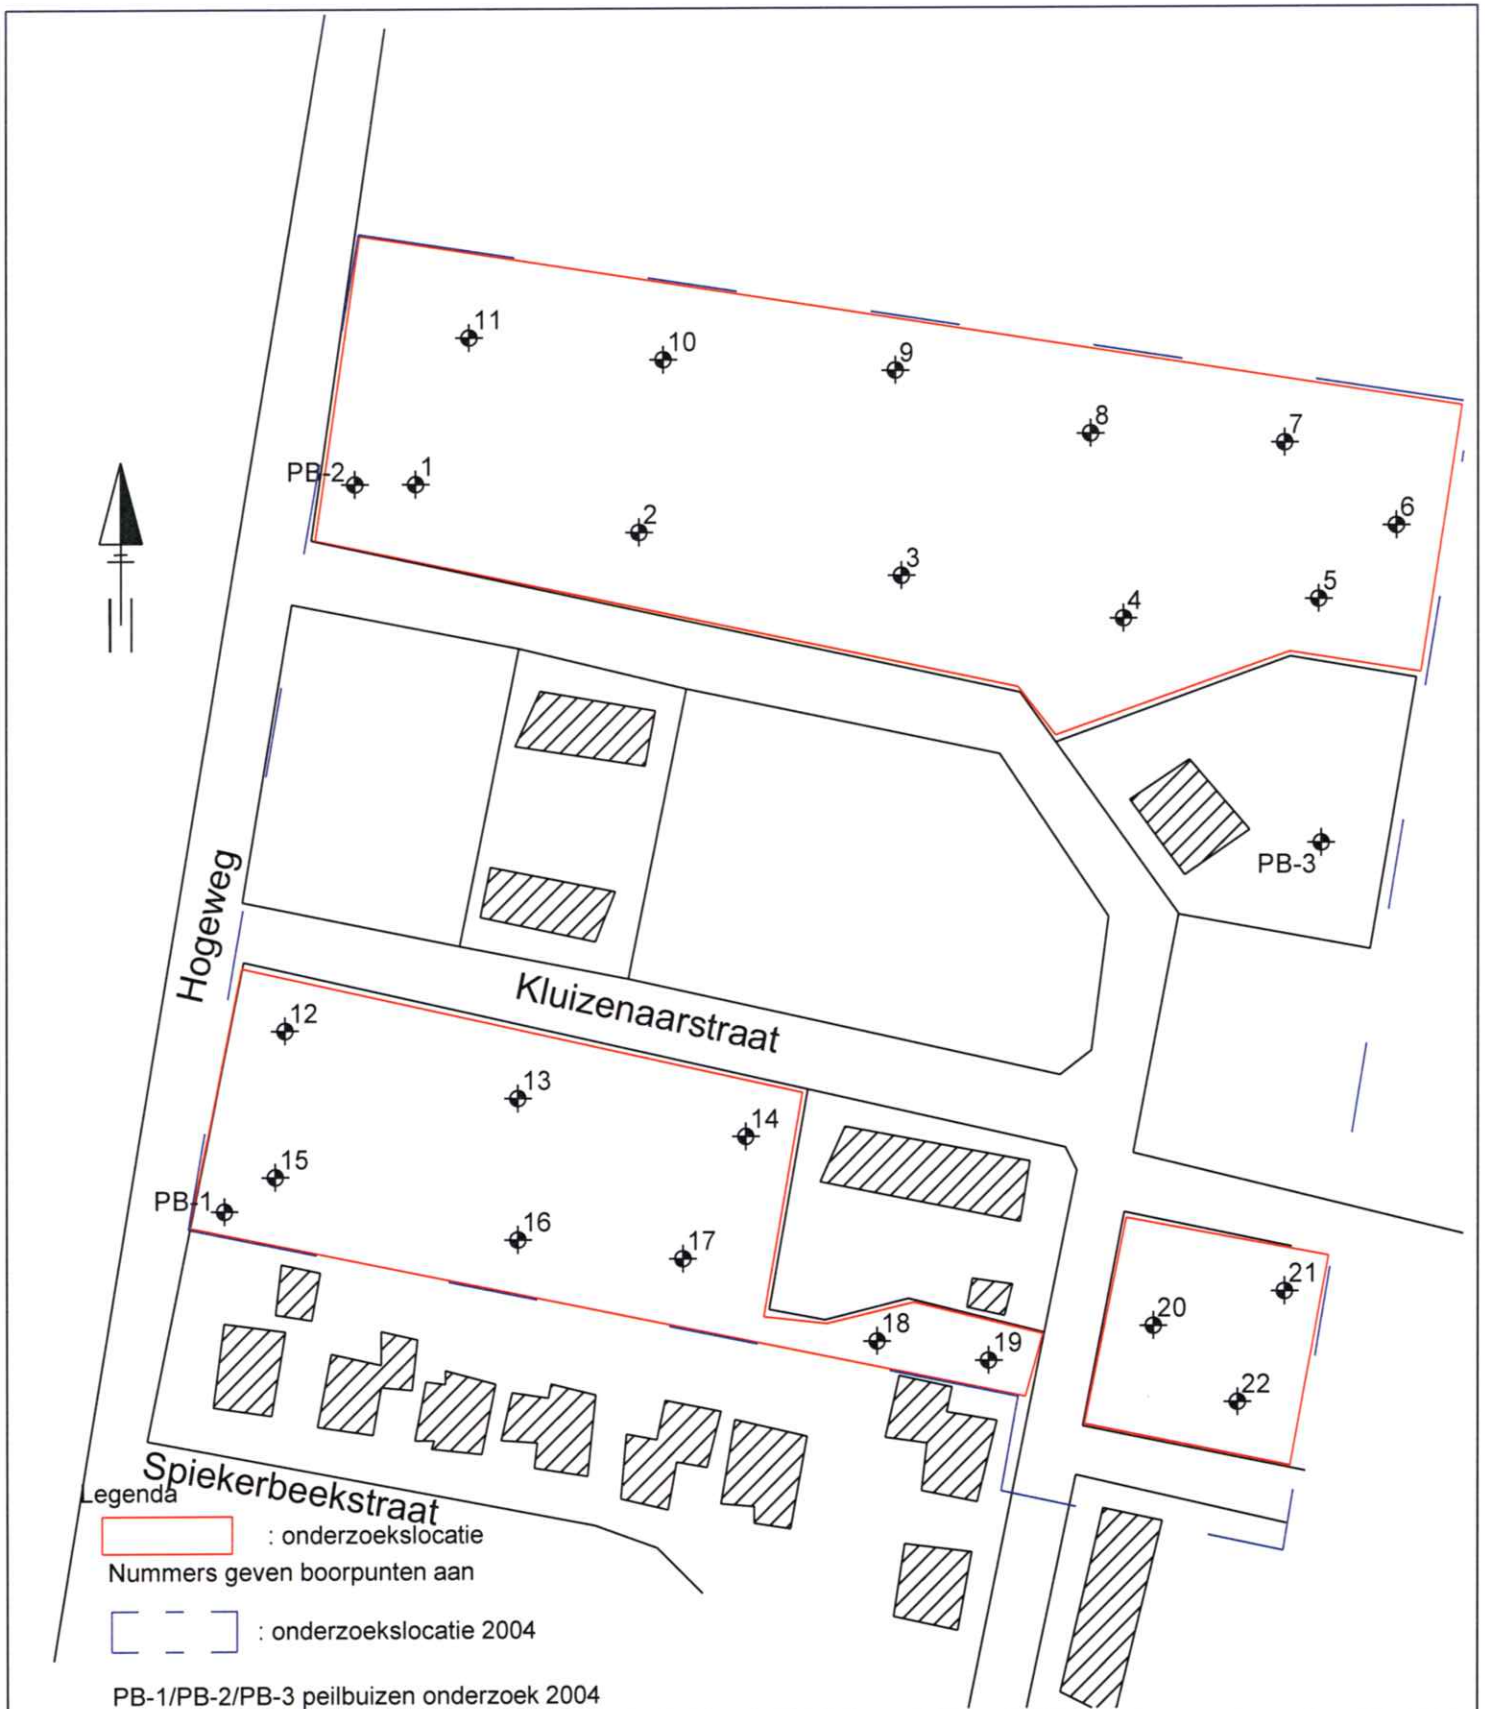 11
10
9
8
7
PB-2
1
6
2
3
5
4
PB-3
Hogeweg
Kluizenaarstraat
12
13
14
15
PB-1
16
17
18
19
20
21
22
Spiekerbeekstraat
Legenda
: onderzoekslocatie
Nummers geven boorpunten aan
: onderzoekslocatie 2004
PB-1/PB-2/PB-3 peilbuizen onderzoek 2004